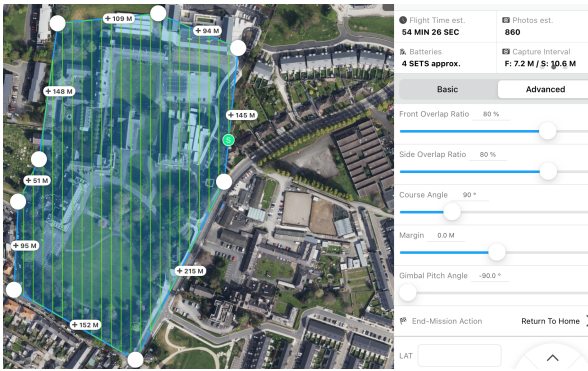 + 109 M
+ 94 M
+ 148 M
+ 145 M
S
+ 51 M
+ 95 M
+ 215 M
+ 152 M
Flight Time est.
54 MIN 26 SEC
Photos est.
860
Batteries
4 SETS approx.
Capture Interval
F: 7.2 M / S: 10.6 M
Basic
Advanced
Front Overlap Ratio 80 %
Side Overlap Ratio 80 %
Course Angle 90 °
Margin 0.0 M
Gimbal Pitch Angle -90.0 °
End-Mission Action Return To Home
LAT